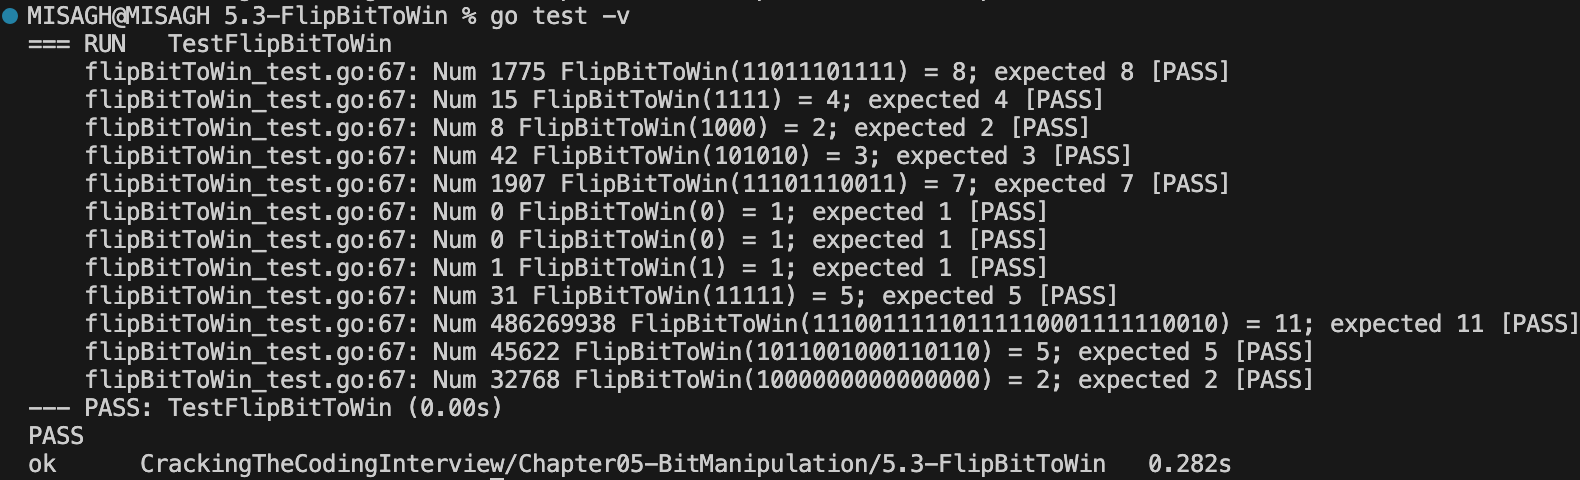 MISAGH@MISAGH 5.3-FlipBitToWin % go test -v
=== RUN   TestFlipBitToWin
    flipBitToWin_test.go:67: Num 1775 FlipBitToWin(11011101111) = 8; expected 8 [PASS]
    flipBitToWin_test.go:67: Num 15 FlipBitToWin(1111) = 4; expected 4 [PASS]
    flipBitToWin_test.go:67: Num 8 FlipBitToWin(1000) = 2; expected 2 [PASS]
    flipBitToWin_test.go:67: Num 42 FlipBitToWin(101010) = 3; expected 3 [PASS]
    flipBitToWin_test.go:67: Num 1907 FlipBitToWin(11101110011) = 7; expected 7 [PASS]
    flipBitToWin_test.go:67: Num 0 FlipBitToWin(0) = 1; expected 1 [PASS]
    flipBitToWin_test.go:67: Num 0 FlipBitToWin(0) = 1; expected 1 [PASS]
    flipBitToWin_test.go:67: Num 1 FlipBitToWin(1) = 1; expected 1 [PASS]
    flipBitToWin_test.go:67: Num 31 FlipBitToWin(11111) = 5; expected 5 [PASS]
    flipBitToWin_test.go:67: Num 486269938 FlipBitToWin(11100111110111110001111110010) = 11; expected 11 [PASS]
    flipBitToWin_test.go:67: Num 45622 FlipBitToWin(1011001000110110) = 5; expected 5 [PASS]
    flipBitToWin_test.go:67: Num 32768 FlipBitToWin(1000000000000000) = 2; expected 2 [PASS]
--- PASS: TestFlipBitToWin (0.00s)
PASS
ok      CrackingTheCodingInterview/Chapter05-BitManipulation/5.3-FlipBitToWin   0.282s